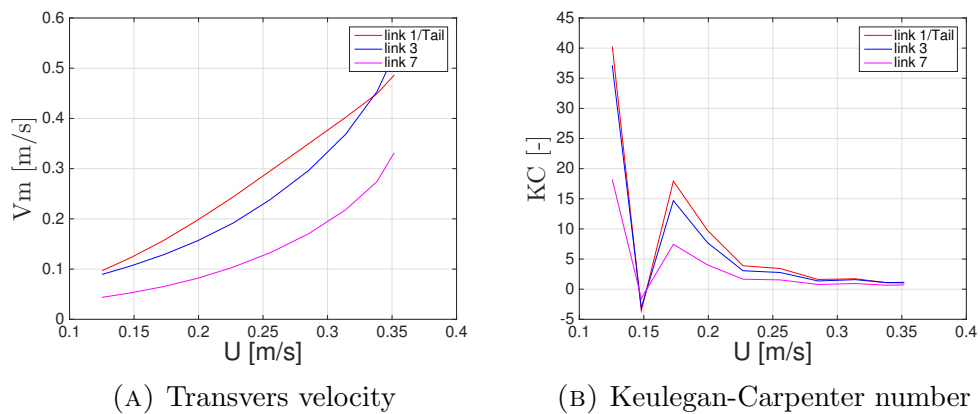 0.6
0.5
0.4
0.3
0.2
0.1
0
Vm [m/s]
0.1 0.15 0.2 0.25 0.3 0.35 0.4
U [m/s]
link 1/Tail
link 3
link 7
(A) Transvers velocity
45
40
35
30
25
20
15
10
5
0
-5
KC [-]
0.1 0.15 0.2 0.25 0.3 0.35 0.4
U [m/s]
link 1/Tail
link 3
link 7
(B) Keulegan-Carpenter number